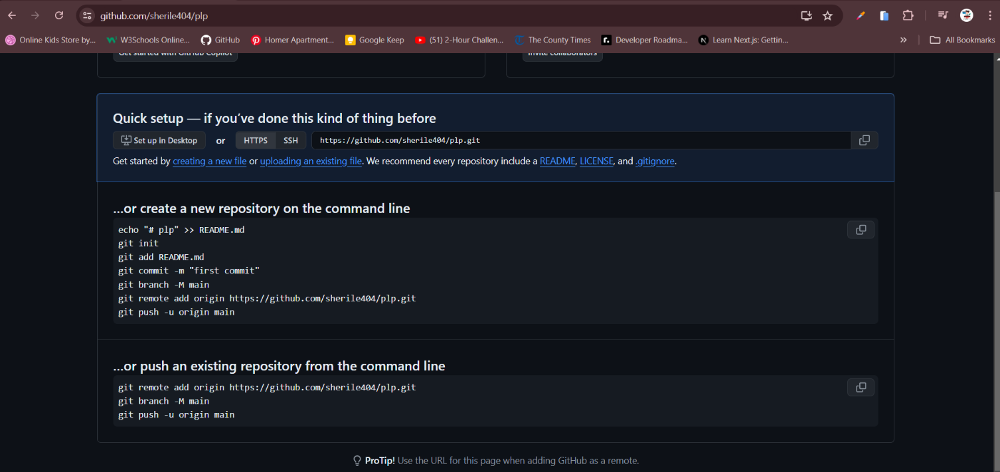 github.com/sherile404/plp
Online Kids Store by...
W3Schools Online...
GitHub
Homer Apartment...
Google Keep
(51) 2-Hour Challen...
The County Times
Developer Roadma...
Learn Next.js: Gettin...
»
All Bookmarks
Get started with GitHub Copilot
Invite collaborators
Quick setup — if you’ve done this kind of thing before
Set up in Desktop
or
HTTPS
SSH
https://github.com/sherile404/plp.git
Get started by creating a new file or uploading an existing file. We recommend every repository include a README, LICENSE, and .gitignore.
…or create a new repository on the command line
echo "# plp" >> README.md
git init
git add README.md
git commit -m "first commit"
git branch -M main
git remote add origin https://github.com/sherile404/plp.git
git push -u origin main
…or push an existing repository from the command line
git remote add origin https://github.com/sherile404/plp.git
git branch -M main
git push -u origin main
ProTip! Use the URL for this page when adding GitHub as a remote.